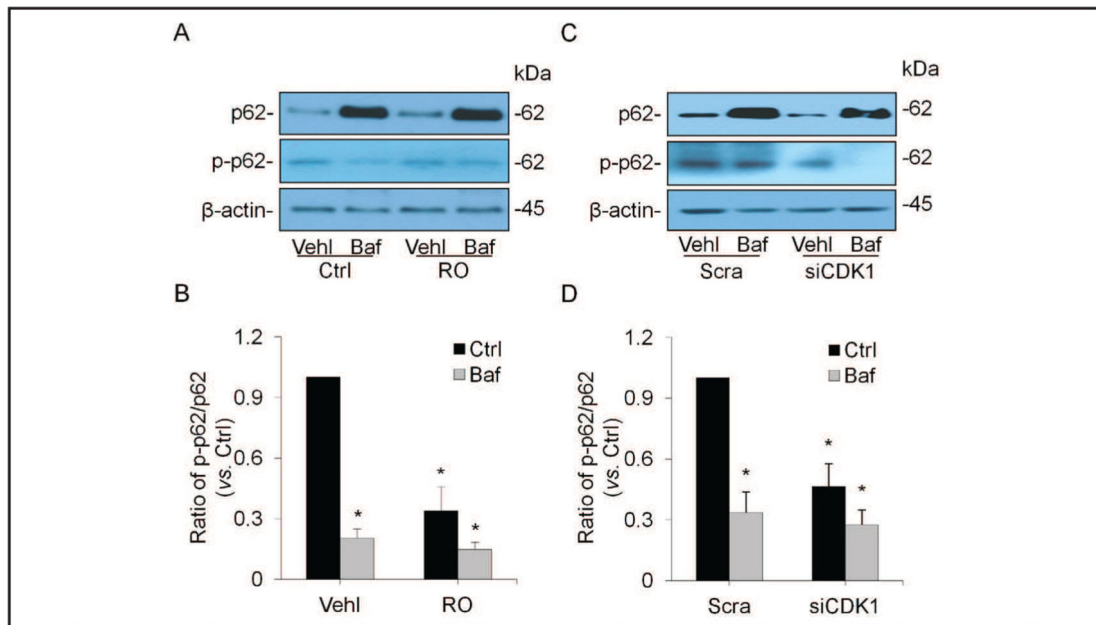 A
kDa
p62-
-62
p-p62-
-62
β-actin-
-45
Vehl Baf Vehl Baf
Ctrl RO
C
kDa
p62-
-62
p-p62-
-62
β-actin-
-45
Vehl Baf Vehl Baf
Scra siCDK1
B
Ratio of p-p62/p62
(vs. Ctrl)
1.2
0.9
0.6
0.3
0
Ctrl
Baf
*
*
*
Vehl RO
D
Ratio of p-p62/p62
(vs. Ctrl)
1.2
0.9
0.6
0.3
0
Ctrl
Baf
*
*
*
Scra siCDK1